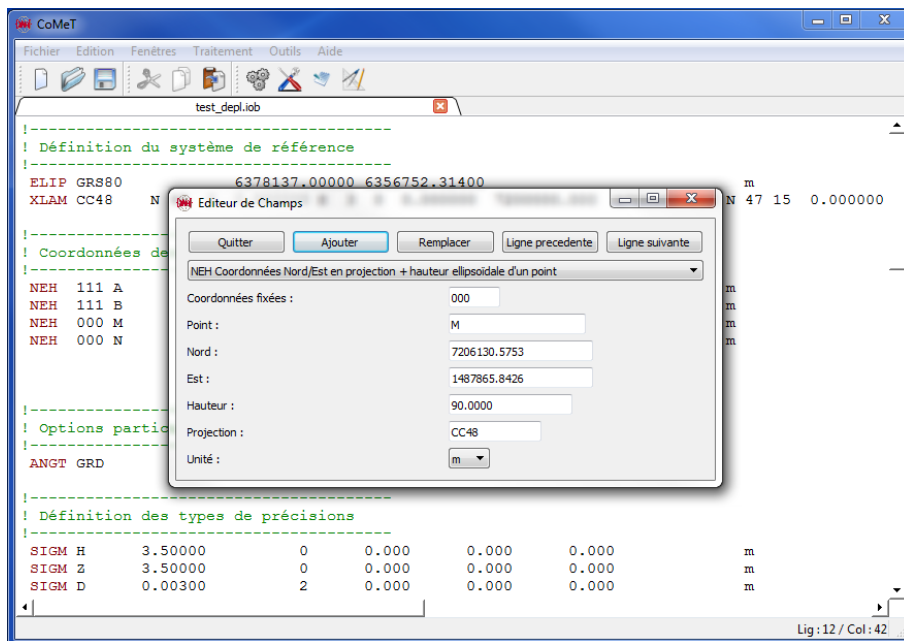 CoMeT
Fichier Edition Fenêtres Traitement Outils Aide
test_depl.iob
!---------------------------------------
! Définition du système de référence
!---------------------------------------
ELIP GRS80 6378137.00000 6356752.31400 m
XLAM CC48 N N 47 15 0.000000
Editeur de Champs
Quitter Ajouter Remplacer Ligne precedente Ligne suivante
NEH Coordonnées Nord/Est en projection + hauteur ellipsoïdale d'un point
Coordonnées fixées : 000
Point : M
Nord : 7206130.5753
Est : 1487865.8426
Hauteur : 90.0000
Projection : CC48
Unité : m
!---------------
! Coordonnées de
!---------------
NEH 111 A m
NEH 111 B m
NEH 000 M m
NEH 000 N m
!---------------
! Options partic
!---------------
ANGT GRD
!---------------------------------------
! Définition des types de précisions
!---------------------------------------
SIGM H 3.50000 0 0.000 0.000 0.000 m
SIGM Z 3.50000 0 0.000 0.000 0.000 m
SIGM D 0.00300 2 0.000 0.000 0.000 m
Lig : 12 / Col : 42